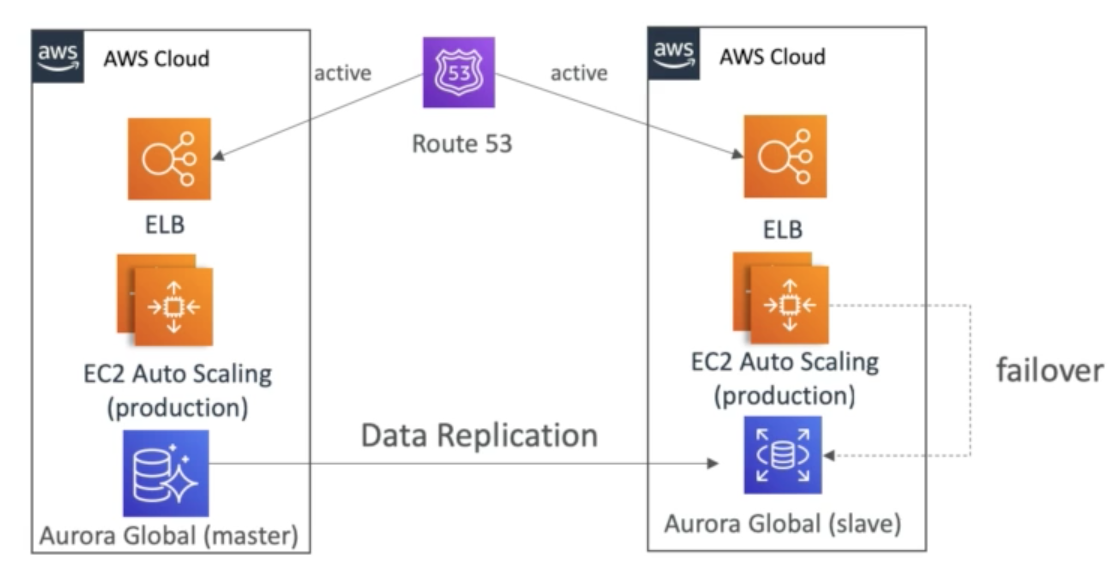 aws
AWS Cloud
active
53
active
Route 53
aws
AWS Cloud
ELB
ELB
EC2 Auto Scaling
(production)
EC2 Auto Scaling
(production)
failover
Data Replication
Aurora Global (master)
Aurora Global (slave)